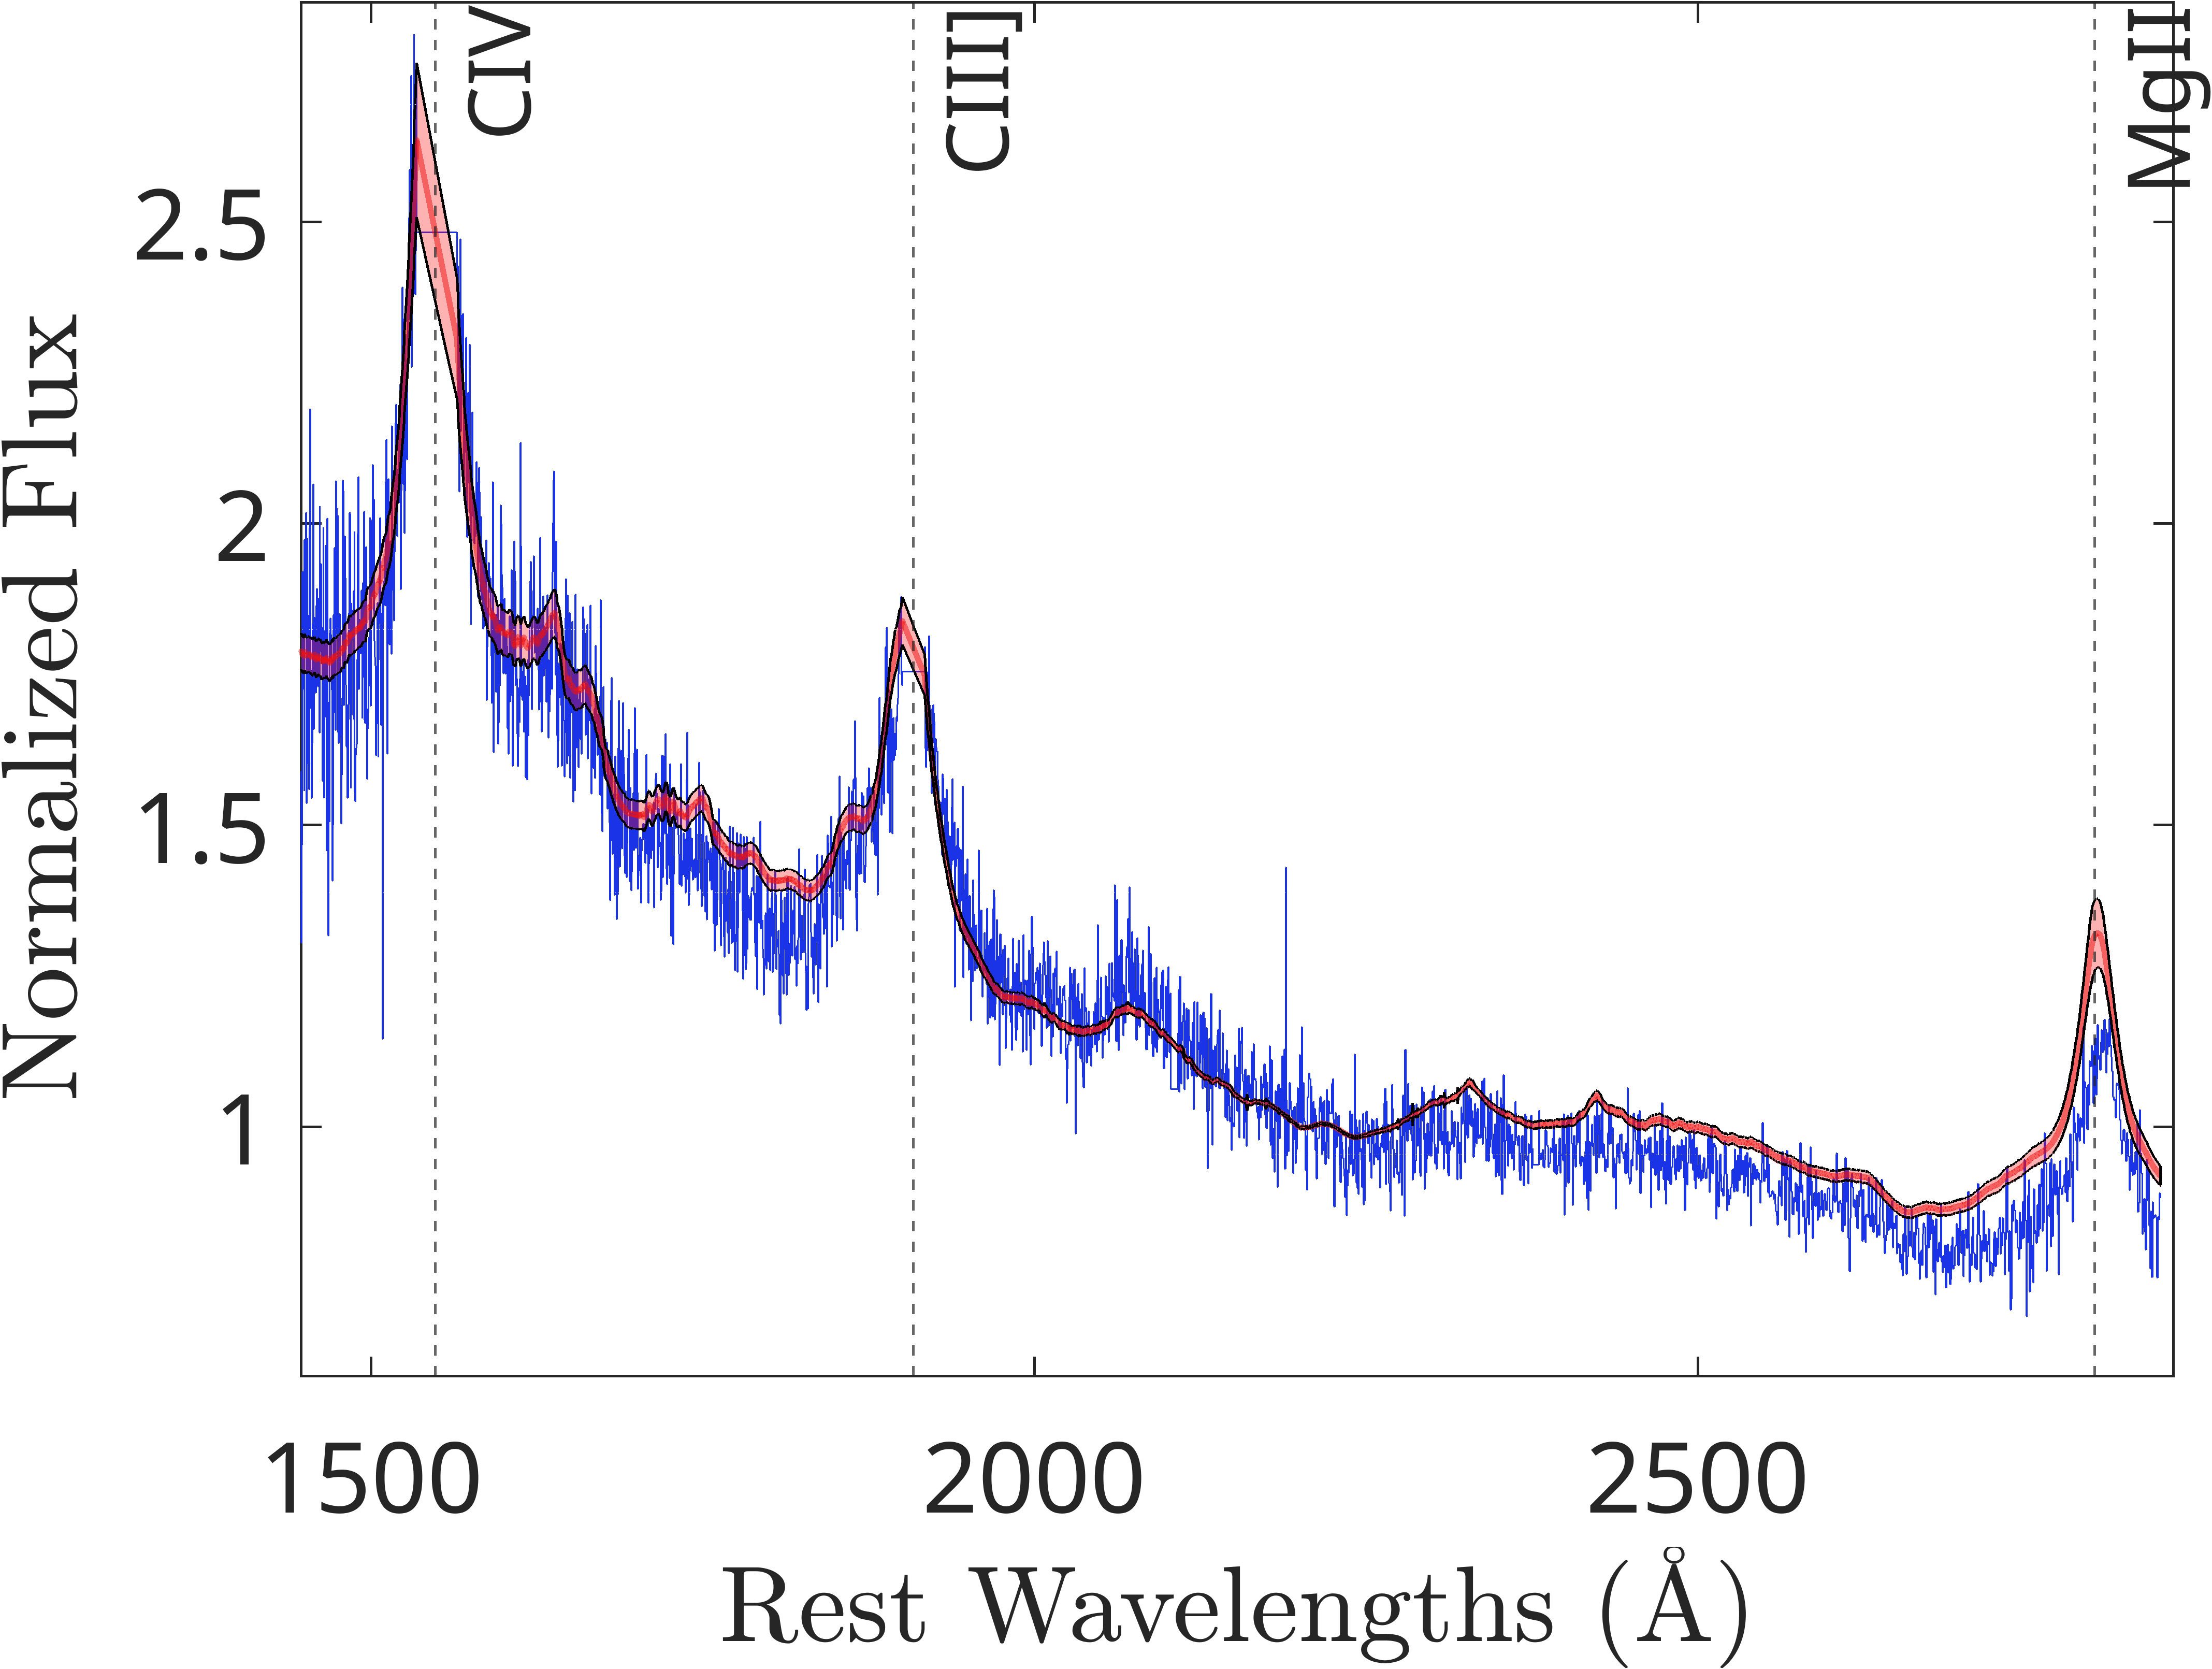 CIV
CIII]
MgII
2.5
2
1.5
1
Normalized Flux
1500
2000
2500
Rest Wavelengths (Å)